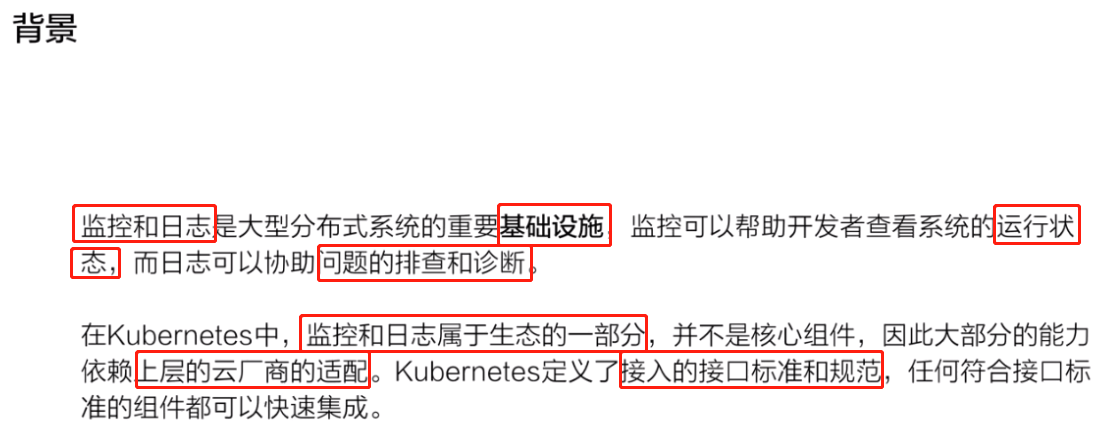 背景
监控和日志是大型分布式系统的重要基础设施，监控可以帮助开发者查看系统的运行状
态，而日志可以协助问题的排查和诊断。
在Kubernetes中，监控和日志属于生态的一部分，并不是核心组件，因此大部分的能力
依赖上层的云厂商的适配。Kubernetes定义了接入的接口标准和规范，任何符合接口标
准的组件都可以快速集成。